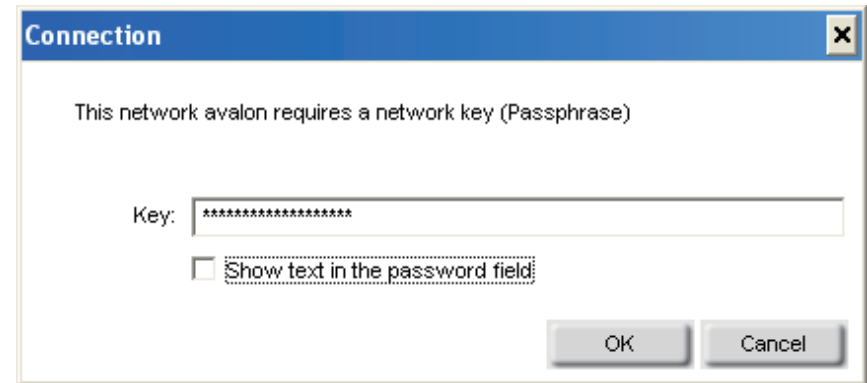 Connection
This network avalon requires a network key (Passphrase)
Key: *******************
Show text in the password field
OK Cancel